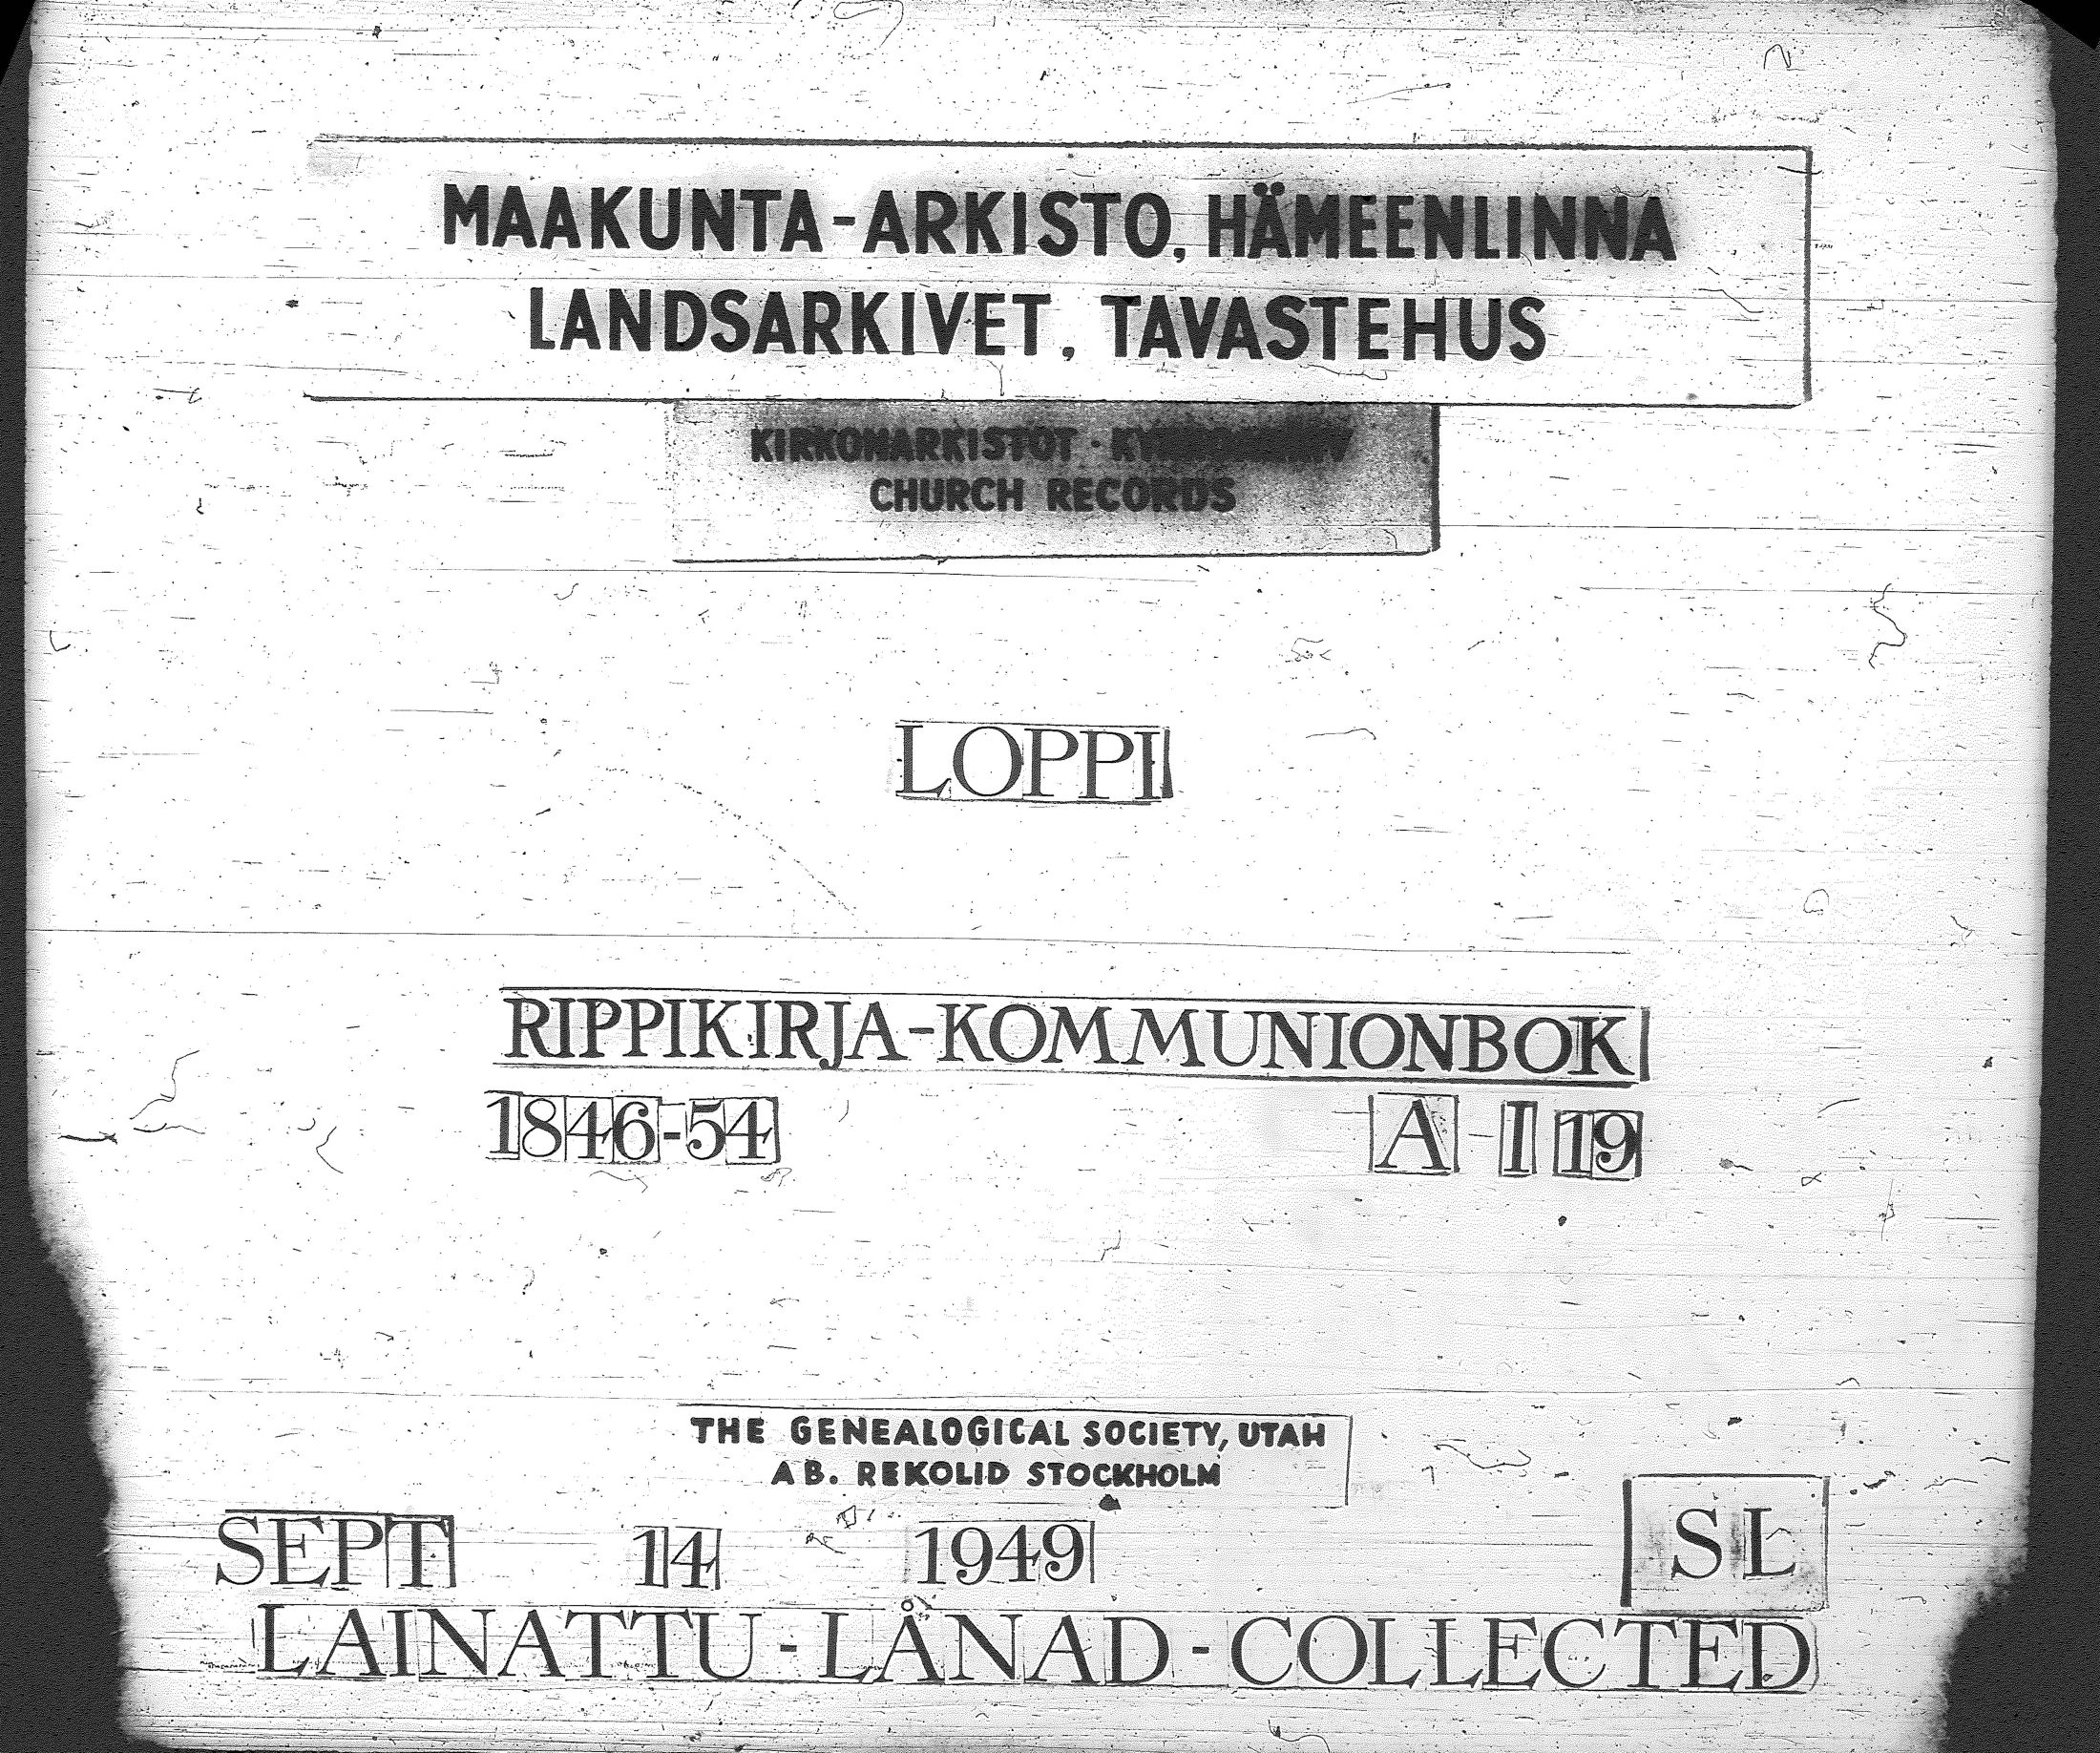 MAAKUNTA-ARKISTO, HÄMEENLINNA
LANDSARKIVET, TAVASTEHUS
KIRKONARKISTOT ·
CHURCH RECORDS
LOPPI
RIPPIKIRJA-KOMMUNIONBOK
1846-54 A I 19
THE GENEALOGICAL SOCIETY, UTAH
AB. REKOLID STOCKHOLM
SEPT 14 1949 SL
LAINATTU - LÅNAD - COLLECTED